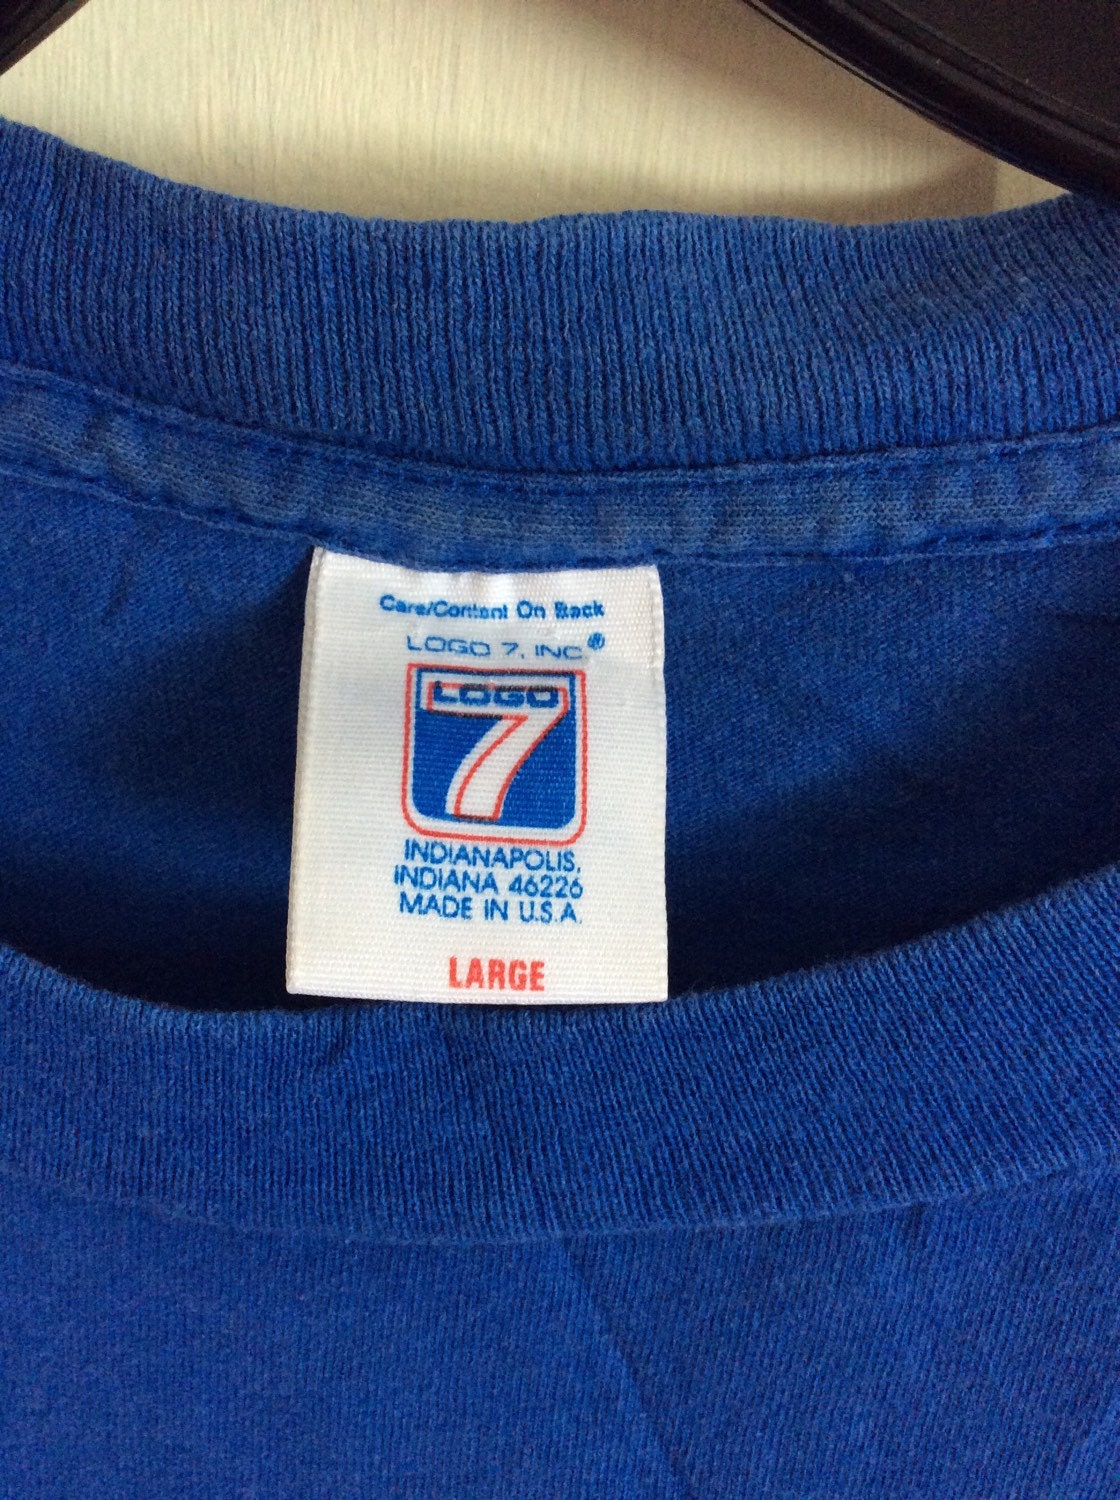 Care/Content On Back
LOGO 7, INC®
LOGO
7
INDIANAPOLIS,
INDIANA 46226
MADE IN U.S.A.
LARGE